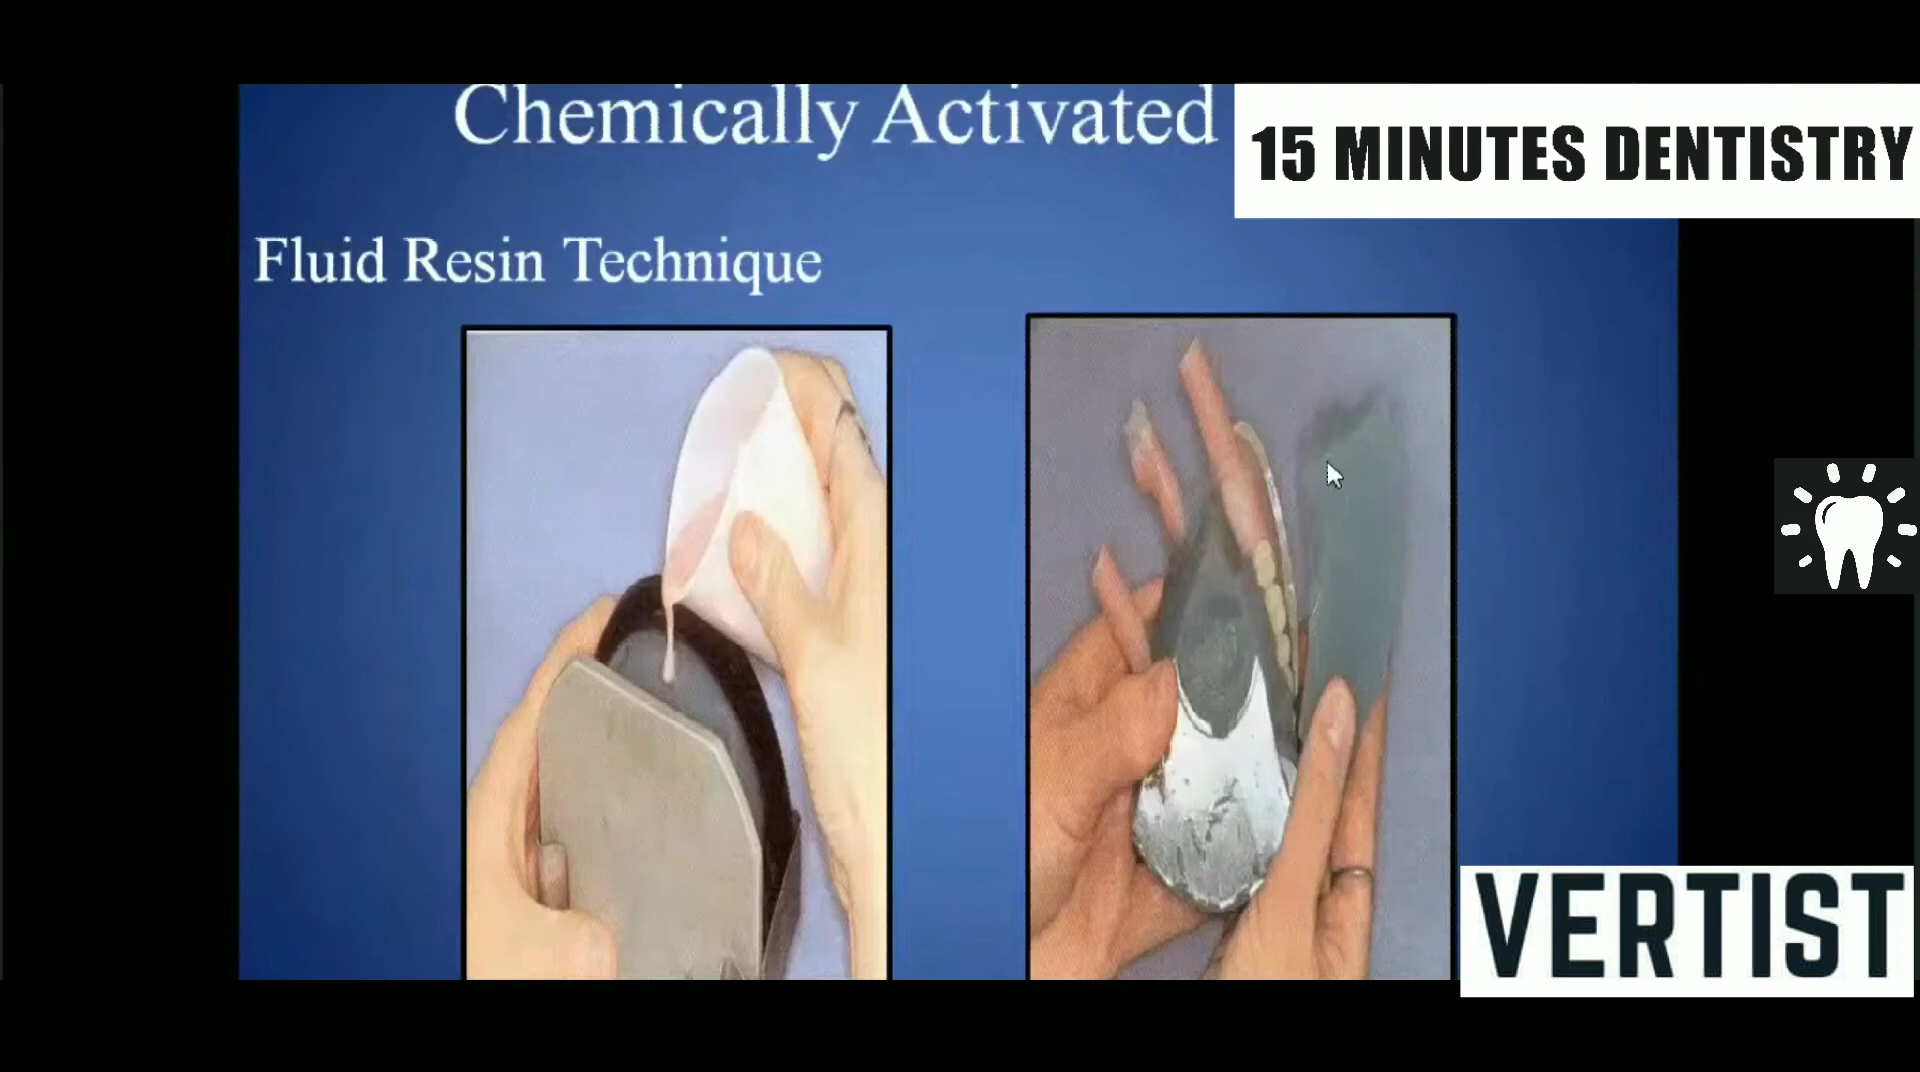 Chemically Activated
15 MINUTES DENTISTRY
Fluid Resin Technique
VERTIST